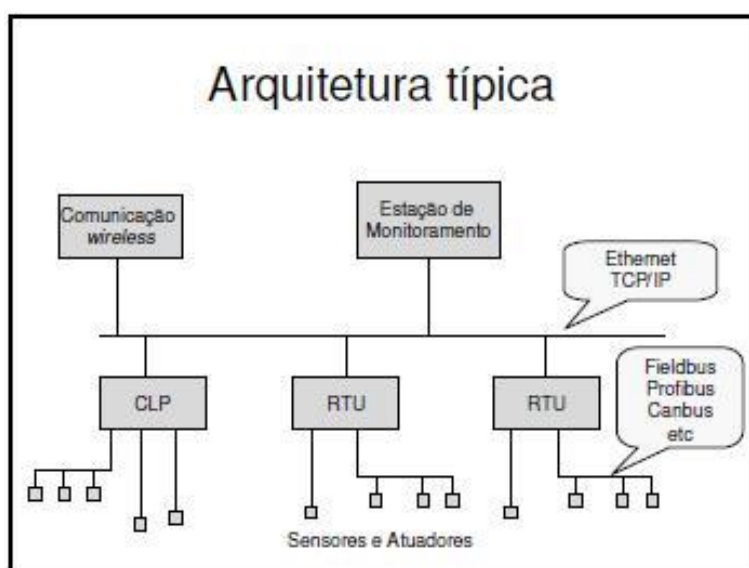 Arquitetura típica
Comunicação
wireless
Estação de
Monitoramento
Ethernet
TCP/IP
CLP
RTU
RTU
Fieldbus
Profibus
Canbus
etc
Sensores e Atuadores